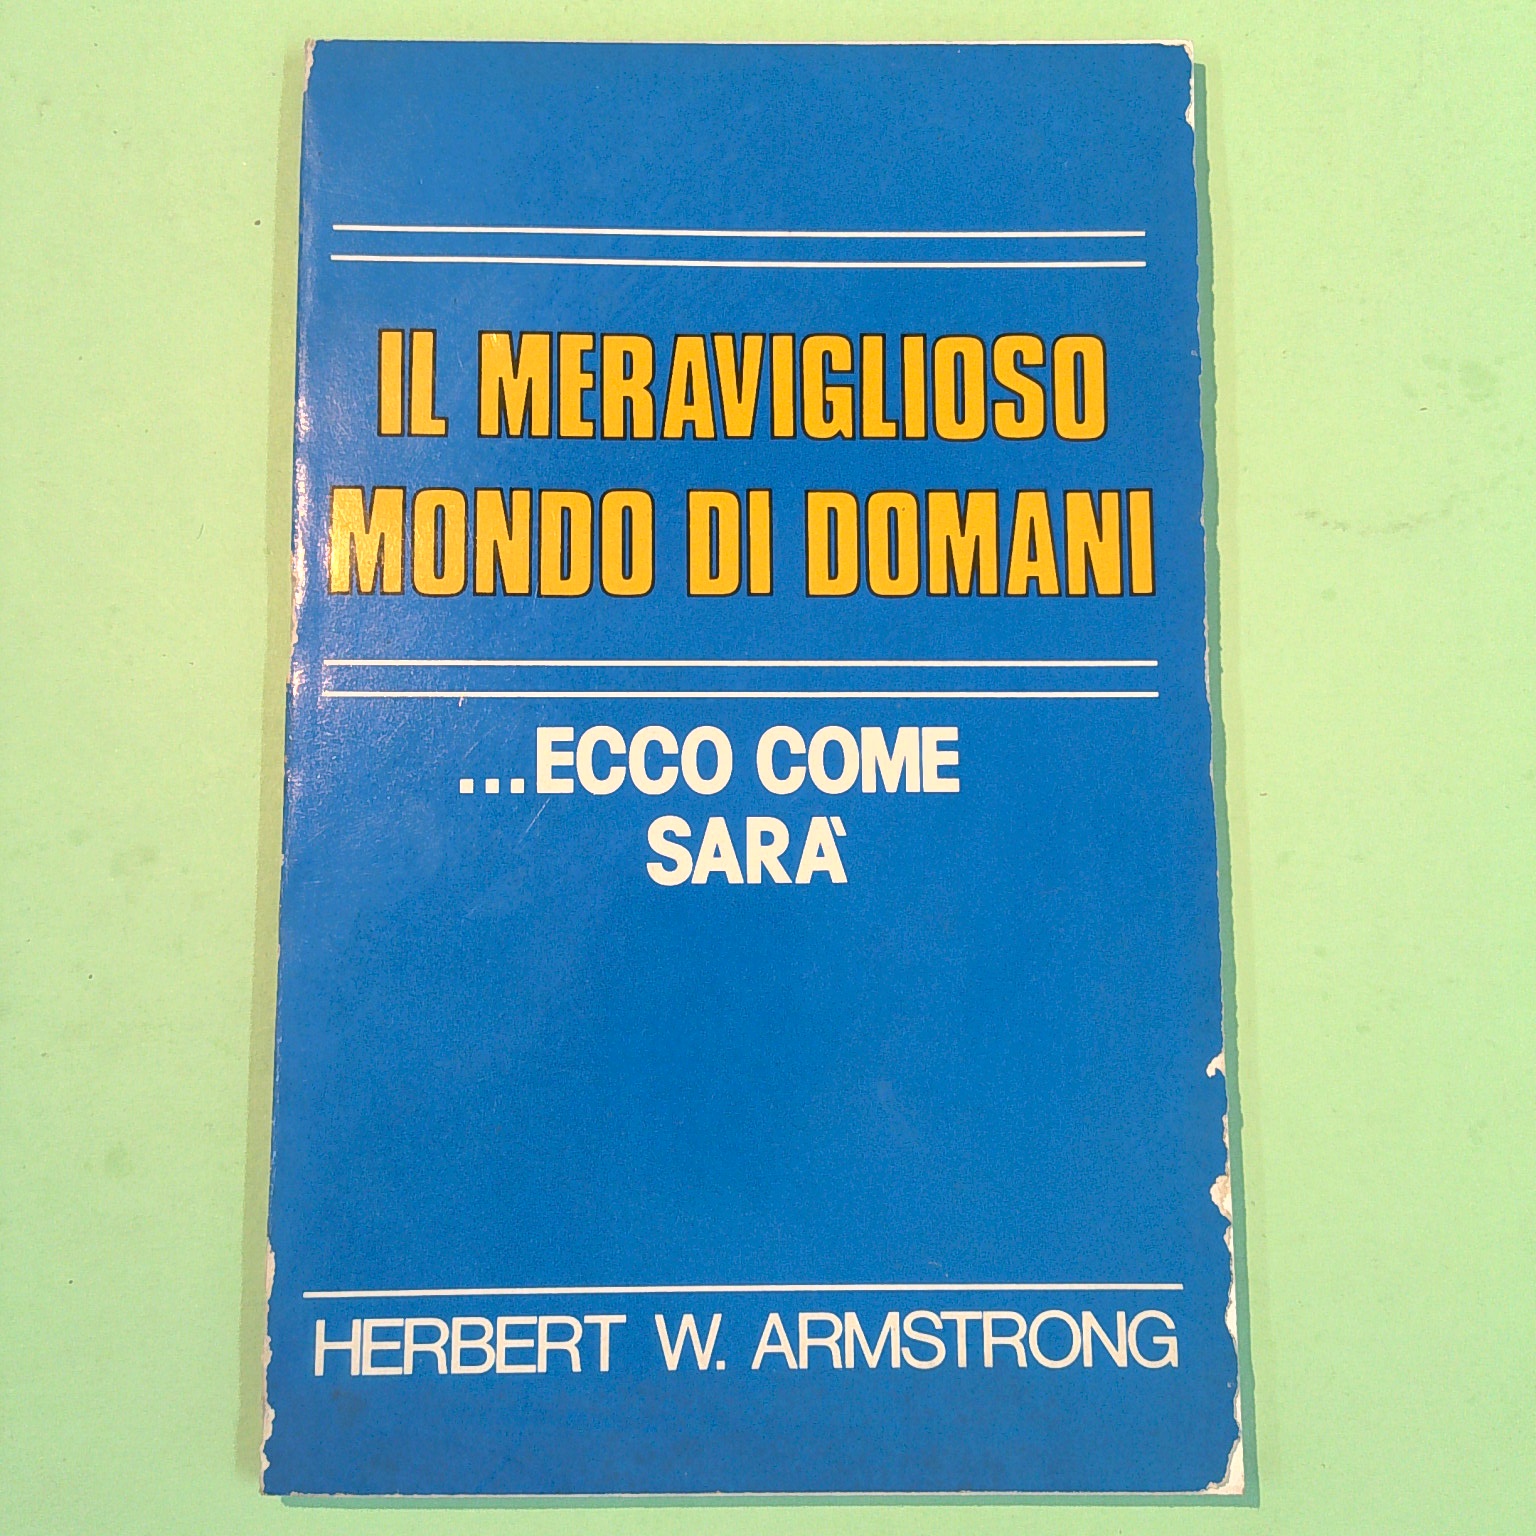 IL MERAVIGLIOSO
MONDO DI DOMANI
...ECCO COME
SARÀ
HERBERT W. ARMSTRONG